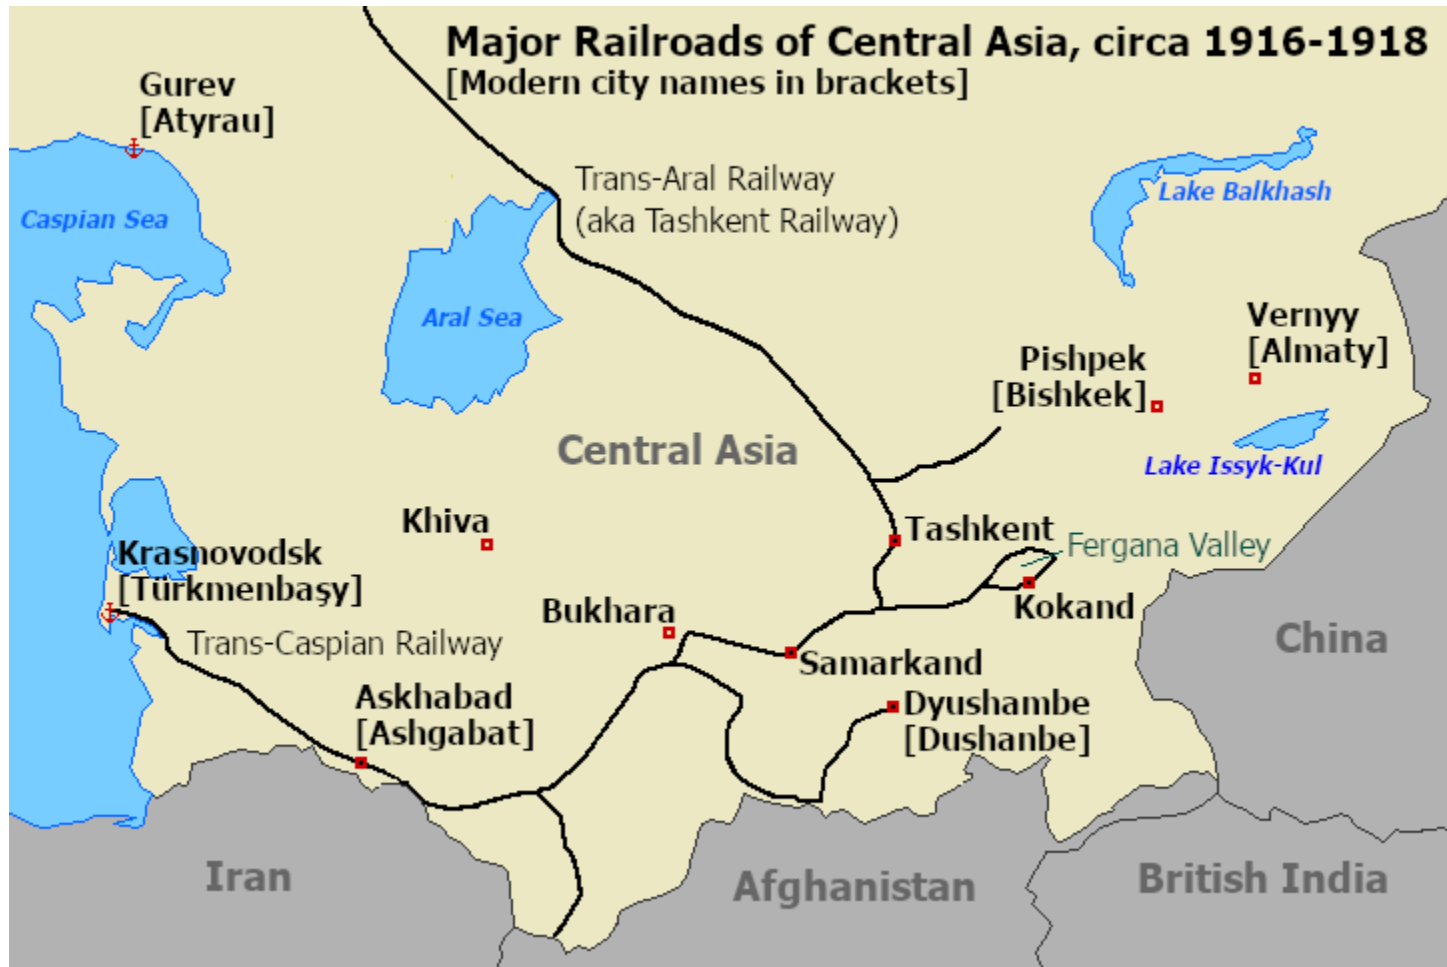 Major Railroads of Central Asia, circa 1916-1918
[Modern city names in brackets]
Gurev
[Atyrau]
Caspian Sea
Trans-Aral Railway
(aka Tashkent Railway)
Lake Balkhash
Aral Sea
Vernyy
[Almaty]
Pishpek
[Bishkek]
Central Asia
Lake Issyk-Kul
Khiva
Tashkent
Krasnovodsk
[Türkmenbaşy]
Fergana Valley
Bukhara
Kokand
Trans-Caspian Railway
China
Samarkand
Askhabad
[Ashgabat]
Dyushambe
[Dushanbe]
Iran
Afghanistan
British India